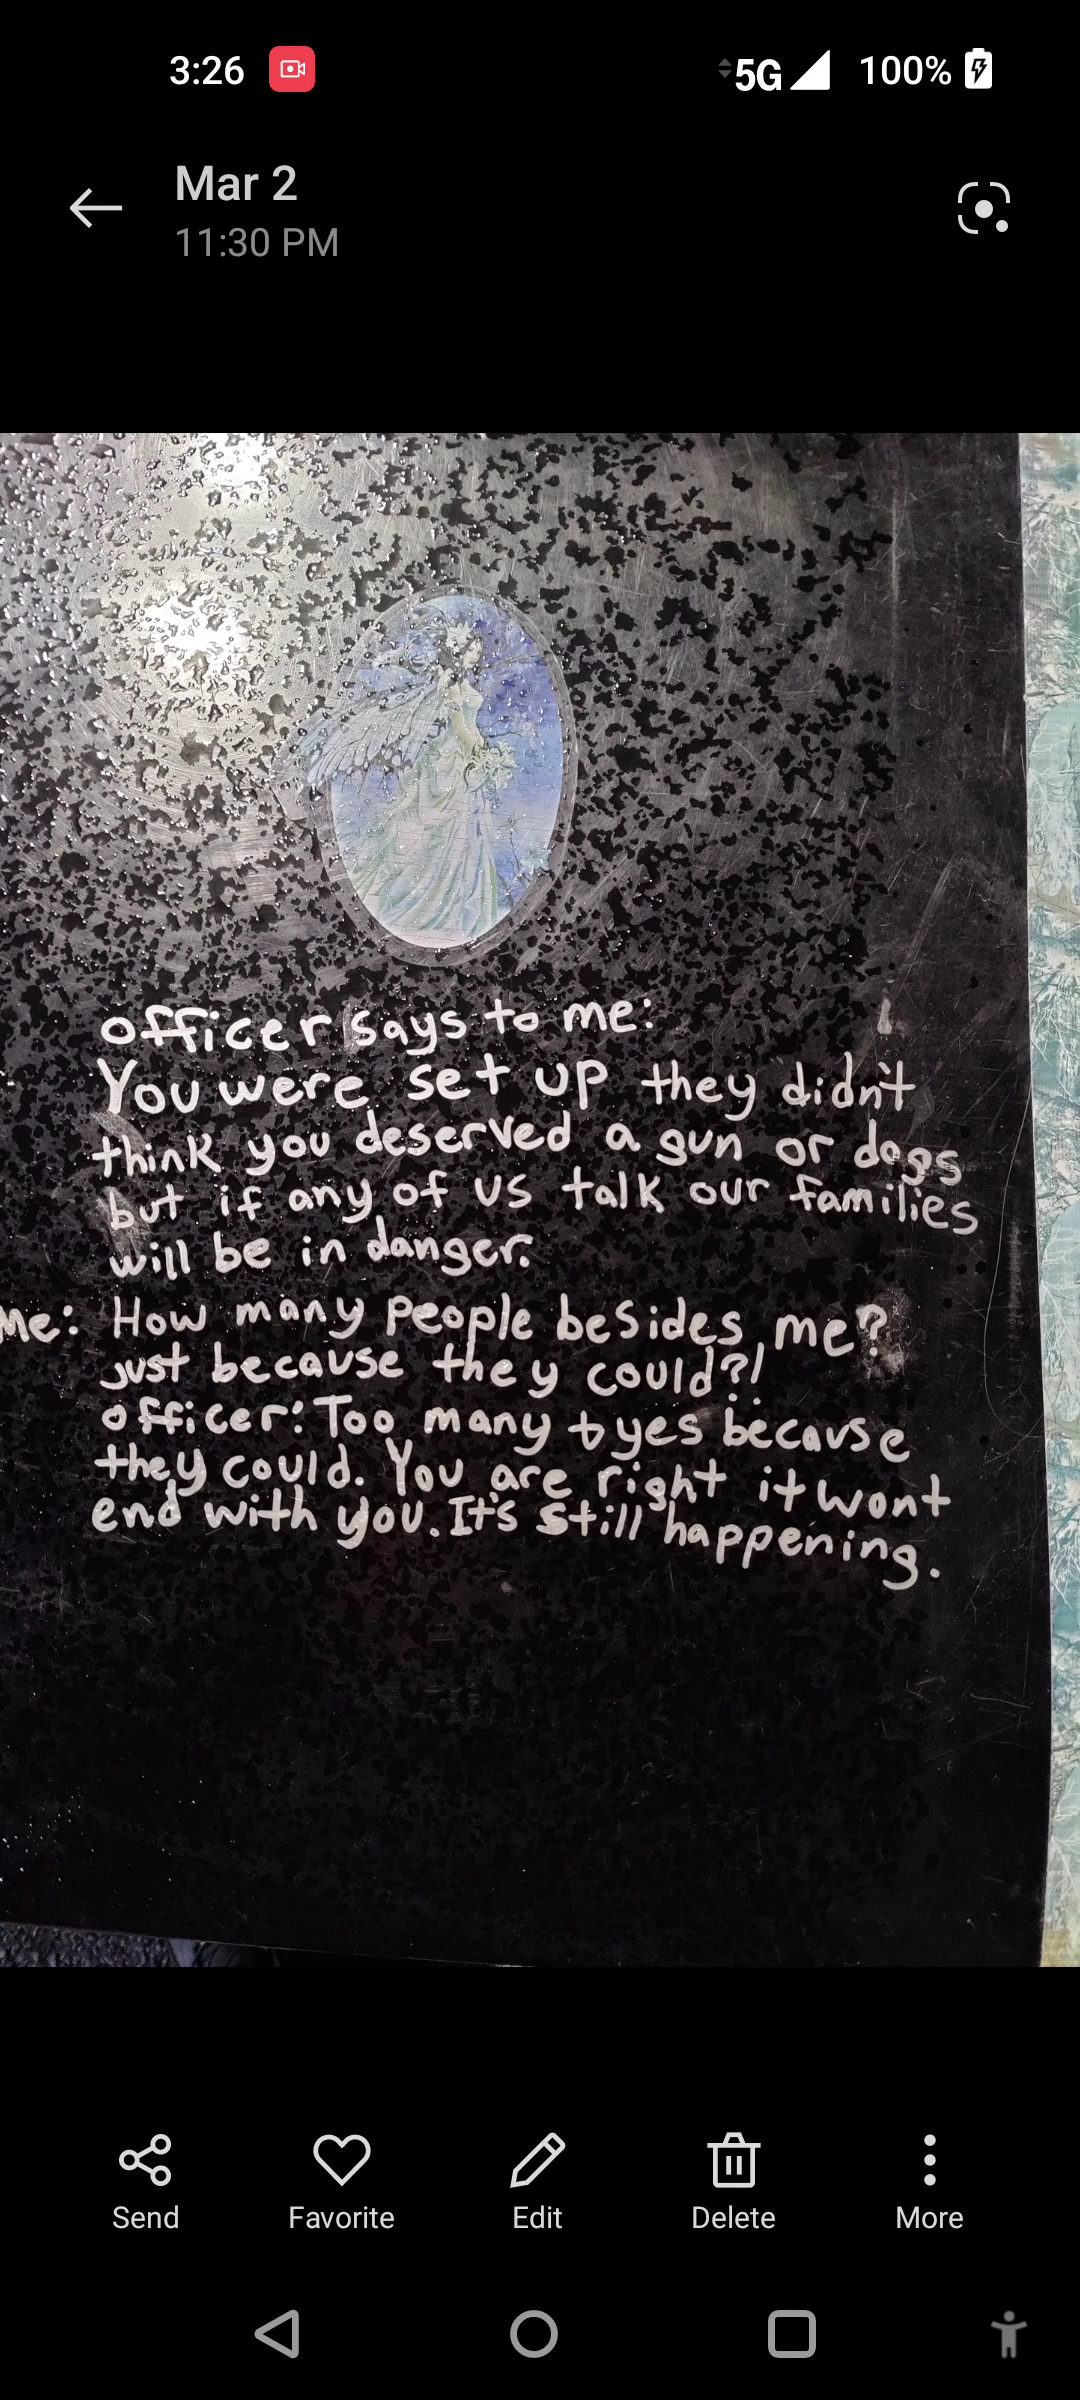 3:26
5G
100%
Mar 2
11:30 PM
officer says to me:
You were set up they didn't
think you deserved a gun or dogs
but if any of us talk our families
will be in danger.
Me: How many people besides me?
just because they could?!
officer: Too many + yes because
they could. You are right it wont
end with you. It's still happening.
Send
Favorite
Edit
Delete
More